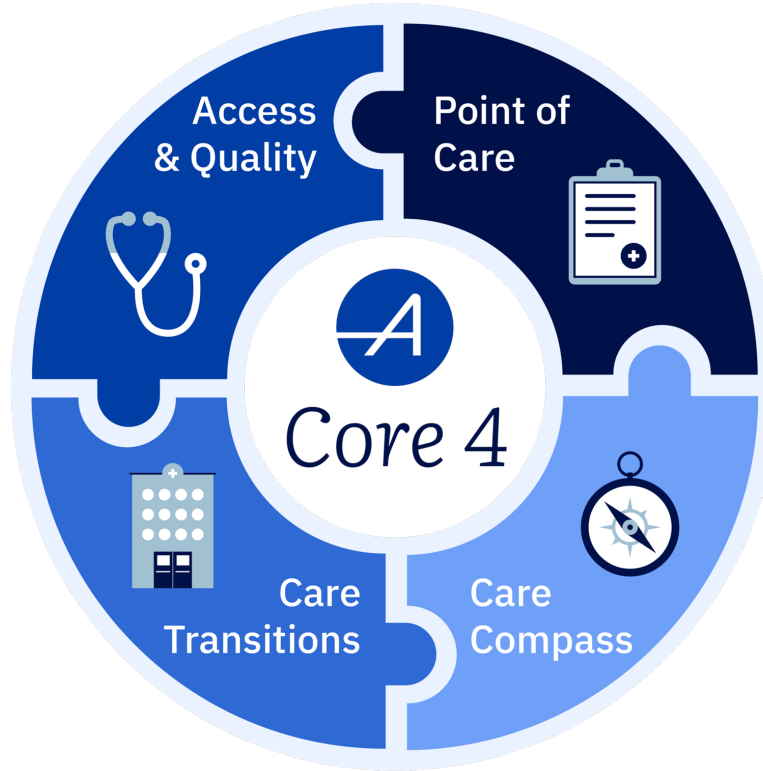 Access
& Quality
Point of
Care
A
Core 4
Care
Transitions
Care
Compass